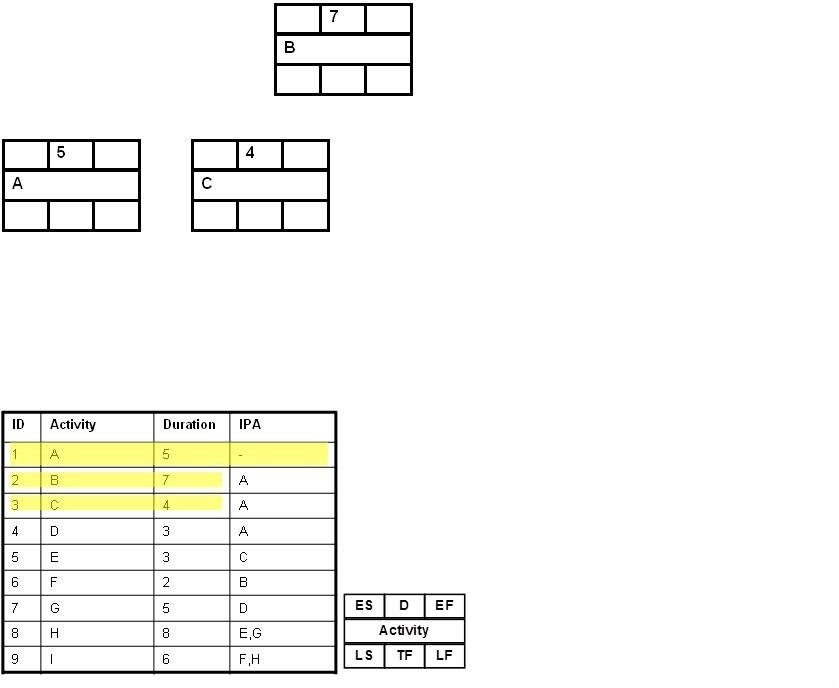 7
B
5 4
A C
ID Activity Duration IPA
1 A 5 -
2 B 7 A
3 C 4 A
4 D 3 A
5 E 3 C
6 F 2 B
7 G 5 D
8 H 8 E,G
9 I 6 F,H
ES D EF
Activity
LS TF LF